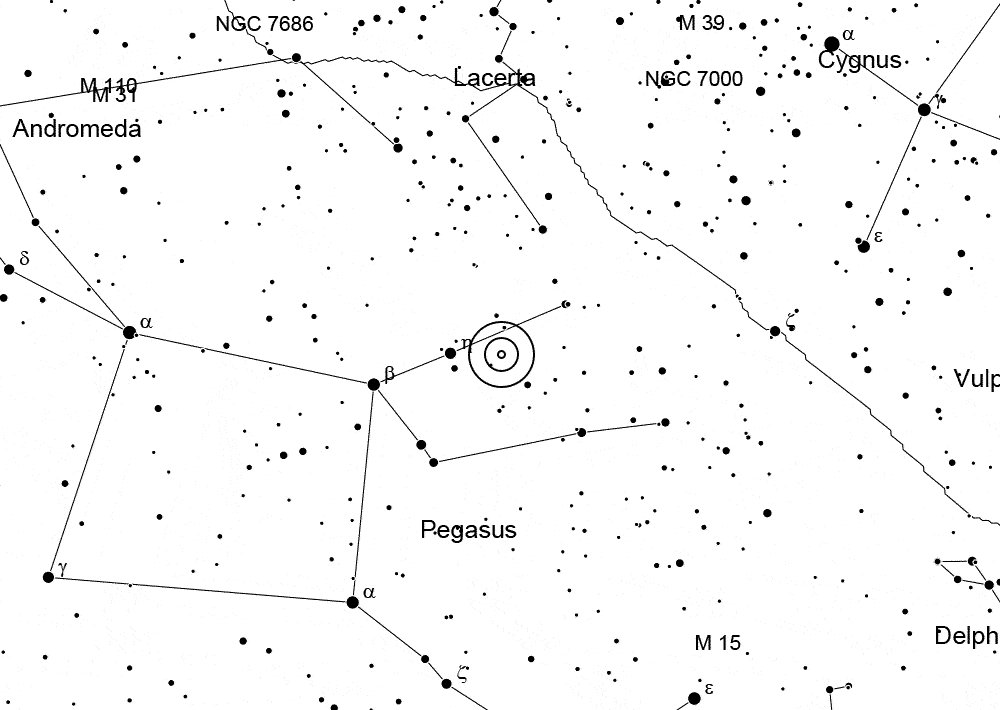 NGC 7686
M 39
α
Cygnus
M 110
M 31
Lacerta
NGC 7000
γ
Andromeda
ε
δ
α
ζ
η
β
Vulp
Pegasus
γ
α
M 15
Delph
ζ
ε